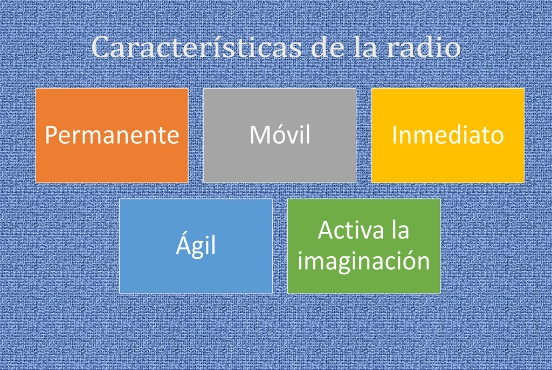 Características de la radio
Permanente
Móvil
Inmediato
Ágil
Activa la
imaginación